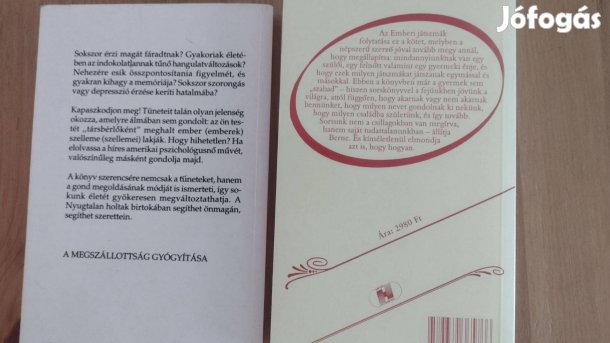 Jófogás
Sokszor érzi magát fáradtnak? Gyakoriak életé-
ben az indokolatlannak tűnő hangulatváltozások?
Nehezére esik összpontosítania figyelmét, és
gyakran kihagy a memóriája? Sokszor szorongás
vagy depresszió érzése keríti hatalmába?
Kapaszkodjon meg! Tüneteit talán olyan jelenség
okozza, amelyre álmában sem gondolt: az ön tes-
tét „társbérlőként” meghalt ember (emberek)
szelleme (szellemei) lakják. Hogy hihetetlen? Ha
elolvassa a híres amerikai pszichológusnő művét,
valószínűleg másként gondolja majd.
A könyv szerencsére nemcsak a tüneteket, hanem
a gond megoldásának módját is ismerteti, így so-
kunk életét gyökeresen megváltoztathatja. A
Nyugtalan holtak birtokában segíthet önmagán,
segíthet szerettein.
A MEGSZÁLLOTTSÁG GYÓGYÍTÁSA
Az Emberi játszmák
folytatása ez a kötet, melyben a
népszerű szerző jóval tovább megy annál,
hogy megállapítsa: mindannyiunknak van egy
szülői, egy felnőtt valamint egy gyermeki énje, és
hogy ezek milyen játszmákat játszanak egymással és
másokkal. Ebben a könyvben már a gyermek sem
„szabad” – hiszen sorskönyvvel a fejünkben jövünk a
világra, attól függően, hogy akarnak vagy nem akarnak
bennünket, hogy milyen nevet gondolnak ki nekünk,
hogy milyen családba születünk, és így tovább.
Sorsunk nem a csillagokban van megírva,
hanem saját tudattalanunkban – állítja
Berne. És kíméletlenül elmondja
azt is, hogy hogyan.
Ára: 2980 Ft